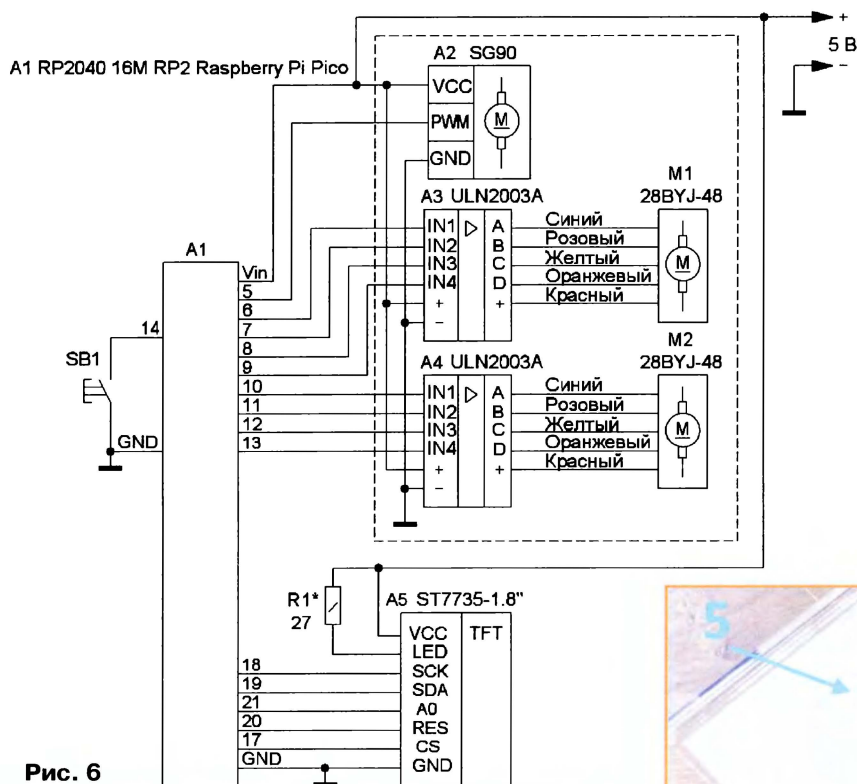 A1 RP2040 16M RP2 Raspberry Pi Pico
+
5 В
−
A2 SG90
VCC
PWM
GND
M
A3 ULN2003A
IN1
IN2
IN3
IN4
+
−
A
B
C
D
+
Синий
Розовый
Желтый
Оранжевый
Красный
M1
28BYJ-48
M
A1
Vin
5
6
7
8
9
10
11
12
13
14
SB1
GND
A4 ULN2003A
IN1
IN2
IN3
IN4
+
−
A
B
C
D
+
Синий
Розовый
Желтый
Оранжевый
Красный
M2
28BYJ-48
M
R1*
27
A5 ST7735-1.8"
VCC
LED
SCK
SDA
A0
RES
CS
GND
TFT
18
19
21
20
17
GND
5
Рис. 6